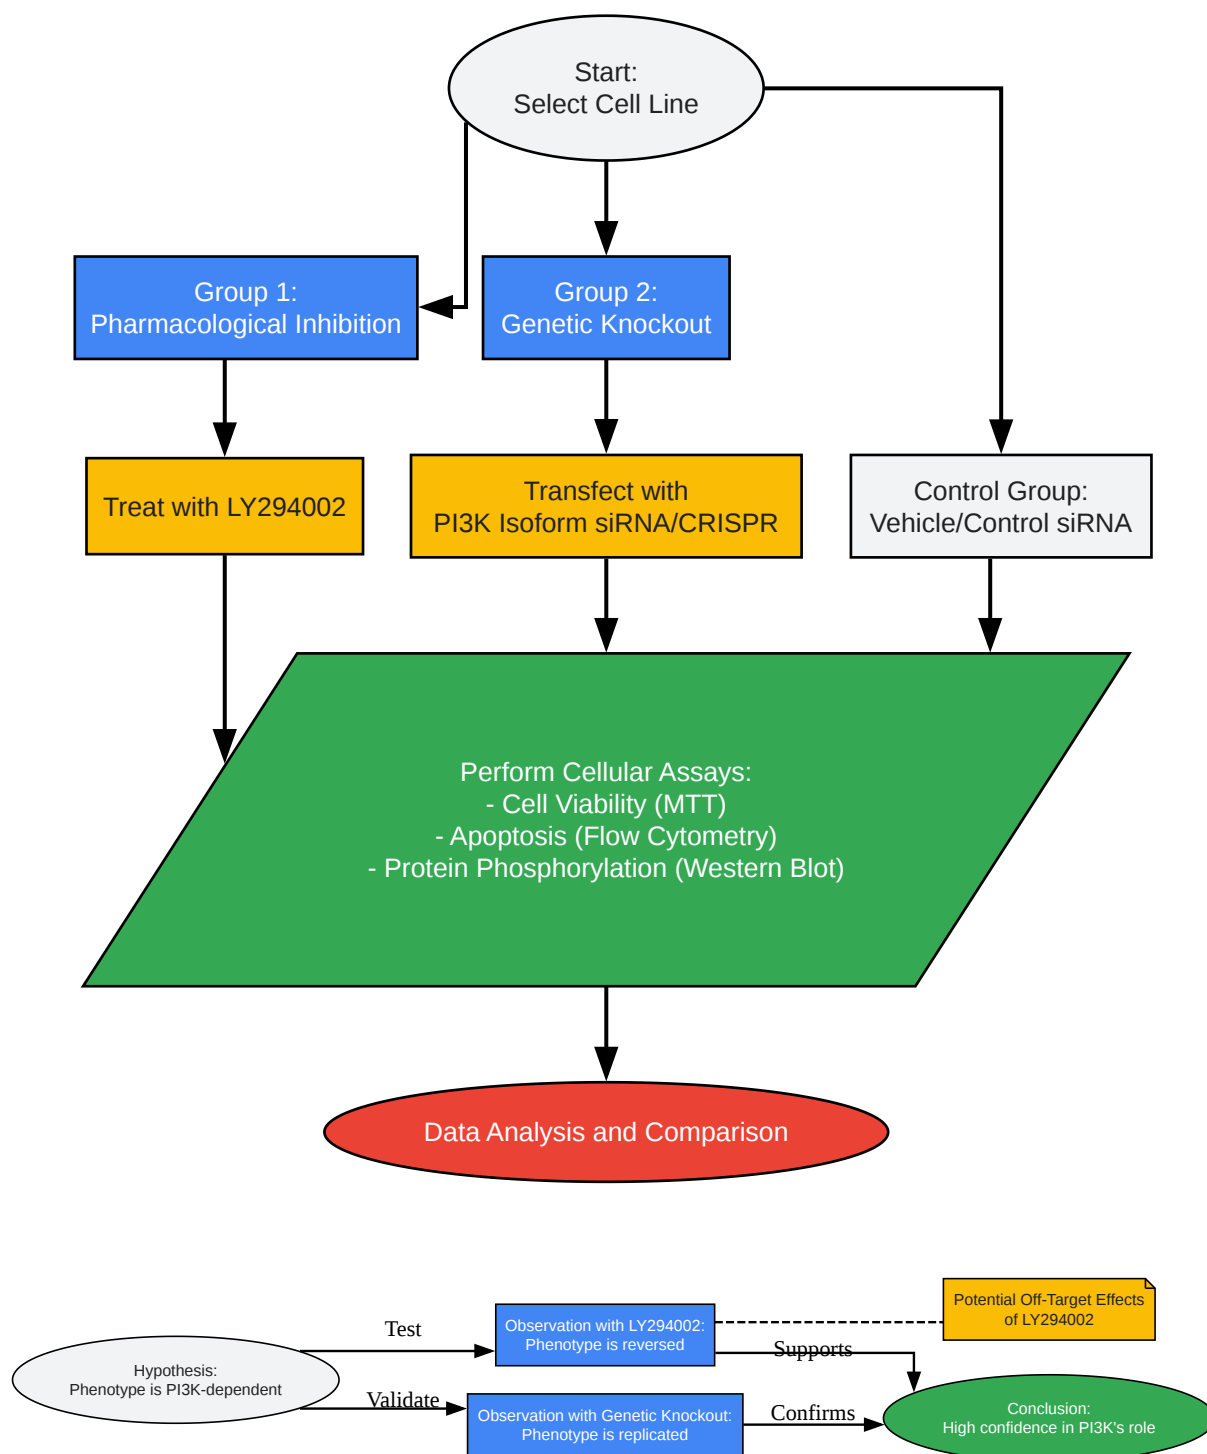 Start:
Select Cell Line
Group 1:
Pharmacological Inhibition
Group 2:
Genetic Knockout
Treat with LY294002
Transfect with
PI3K Isoform siRNA/CRISPR
Control Group:
Vehicle/Control siRNA
Perform Cellular Assays:
- Cell Viability (MTT)
- Apoptosis (Flow Cytometry)
- Protein Phosphorylation (Western Blot)
Data Analysis and Comparison
Hypothesis:
Phenotype is PI3K-dependent
Test
Validate
Observation with LY294002:
Phenotype is reversed
Observation with Genetic Knockout:
Phenotype is replicated
Supports
Confirms
Potential Off-Target Effects
of LY294002
Conclusion:
High confidence in PI3K's role